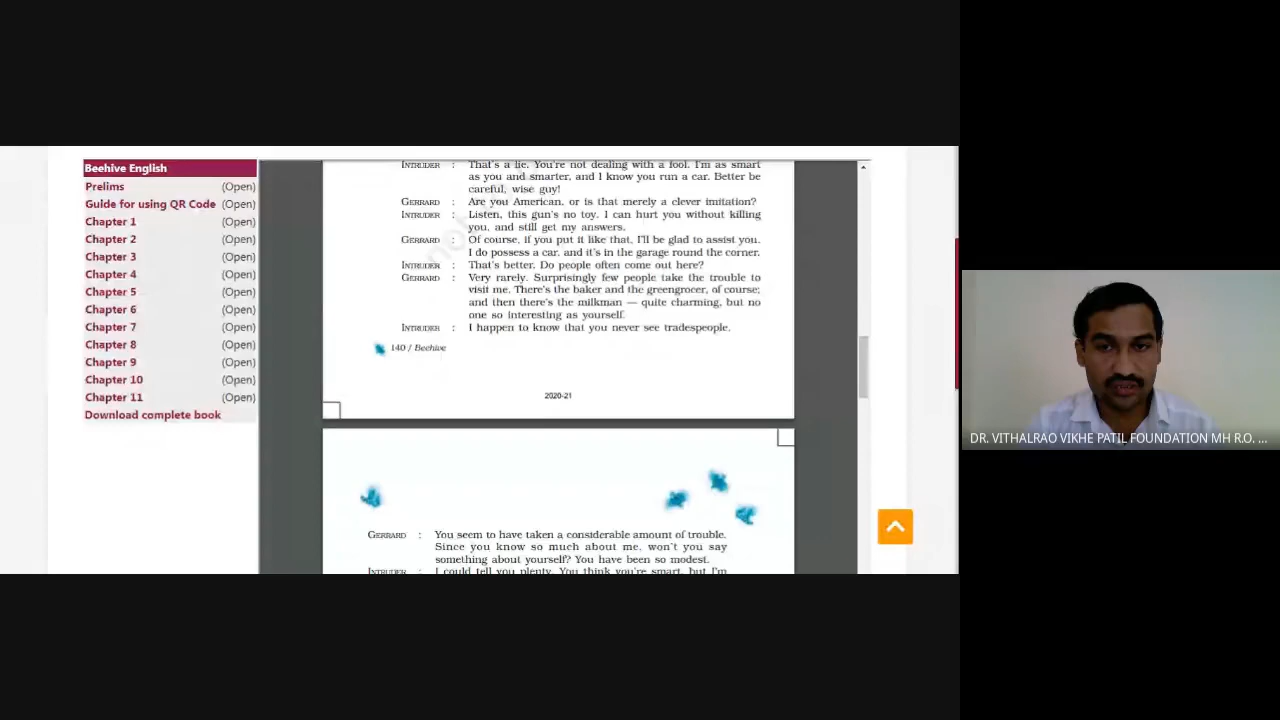 Beehive English
Prelims (Open)
Guide for using QR Code (Open)
Chapter 1 (Open)
Chapter 2 (Open)
Chapter 3 (Open)
Chapter 4 (Open)
Chapter 5 (Open)
Chapter 6 (Open)
Chapter 7 (Open)
Chapter 8 (Open)
Chapter 9 (Open)
Chapter 10 (Open)
Chapter 11 (Open)
Download complete book
INTRUDER : That's a lie. You're not dealing with a fool. I'm as smart
as you and smarter, and I know you run a car. Better be
careful, wise guy!
GERRARD : Are you American, or is that merely a clever imitation?
INTRUDER : Listen, this gun's no toy. I can hurt you without killing
you, and still get my answers.
GERRARD : Of course, if you put it like that, I'll be glad to assist you.
I do possess a car, and it's in the garage round the corner.
INTRUDER : That's better. Do people often come out here?
GERRARD : Very rarely. Surprisingly few people take the trouble to
visit me. There's the baker and the greengrocer, of course;
and then there's the milkman — quite charming, but no
one so interesting as yourself.
INTRUDER : I happen to know that you never see tradespeople.
140 / Beehive
2020-21
GERRARD : You seem to have taken a considerable amount of trouble.
Since you know so much about me, won't you say
something about yourself? You have been so modest.
INTRUDER : I could tell you plenty. You think you're smart, but I'm
DR. VITHALRAO VIKHE PATIL FOUNDATION MH R.O. ...